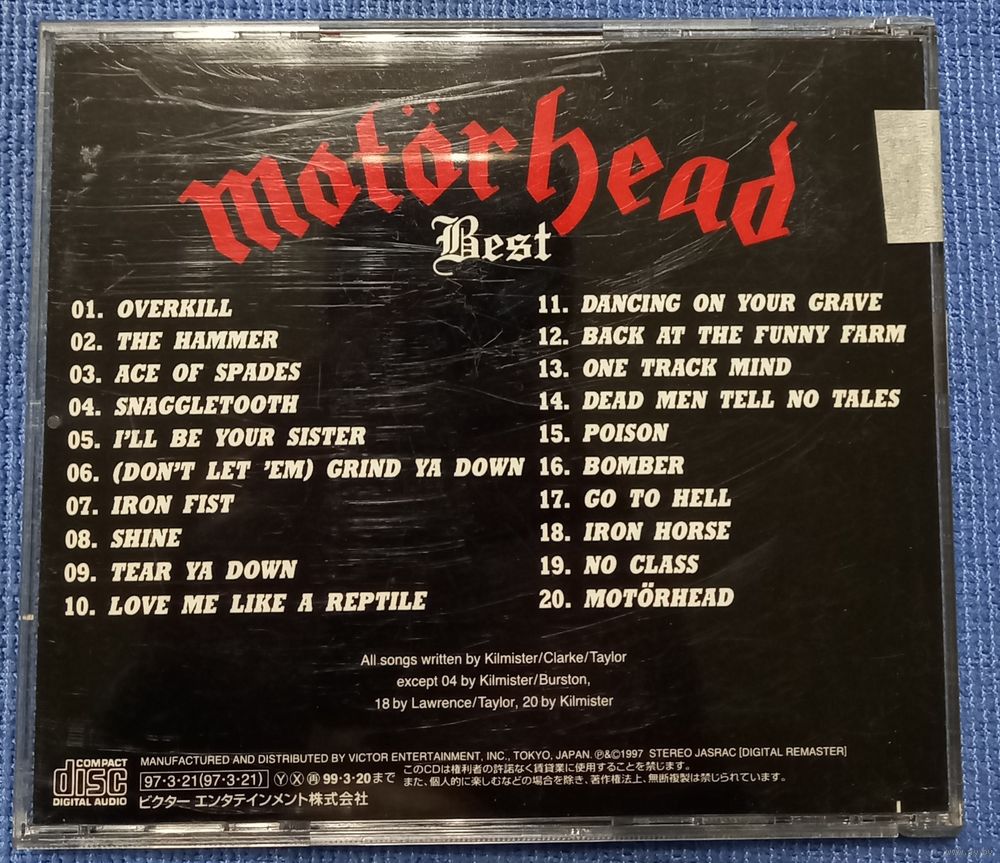 motörhead
Best
01. OVERKILL
02. THE HAMMER
03. ACE OF SPADES
04. SNAGGLETOOTH
05. I'LL BE YOUR SISTER
06. (DON'T LET 'EM) GRIND YA DOWN
07. IRON FIST
08. SHINE
09. TEAR YA DOWN
10. LOVE ME LIKE A REPTILE
11. DANCING ON YOUR GRAVE
12. BACK AT THE FUNNY FARM
13. ONE TRACK MIND
14. DEAD MEN TELL NO TALES
15. POISON
16. BOMBER
17. GO TO HELL
18. IRON HORSE
19. NO CLASS
20. MOTÖRHEAD
All songs written by Kilmister/Clarke/Taylor
except 04 by Kilmister/Burston,
18 by Lawrence/Taylor, 20 by Kilmister
COMPACT
disc
DIGITAL AUDIO
MANUFACTURED AND DISTRIBUTED BY VICTOR ENTERTAINMENT, INC., TOKYO, JAPAN. ℗&©1997 STEREO JASRAC [DIGITAL REMASTER]
97·3·21(97·3·21) Ⓨ Ⓧ ㊞99·3·20まで
このCDは権利者の許諾なく賃貸業に使用することを禁じます。
また、個人的に楽しむなどの場合を除き、著作権法上、無断複製は禁じられています。
ビクター エンタテインメント株式会社